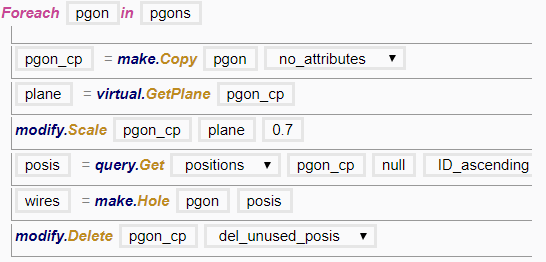 Foreach pgon in pgons
pgon_cp = make.Copy pgon no_attributes
plane = virtual.GetPlane pgon_cp
modify.Scale pgon_cp plane 0.7
posis = query.Get positions pgon_cp null ID_ascending
wires = make.Hole pgon posis
modify.Delete pgon_cp del_unused_posis